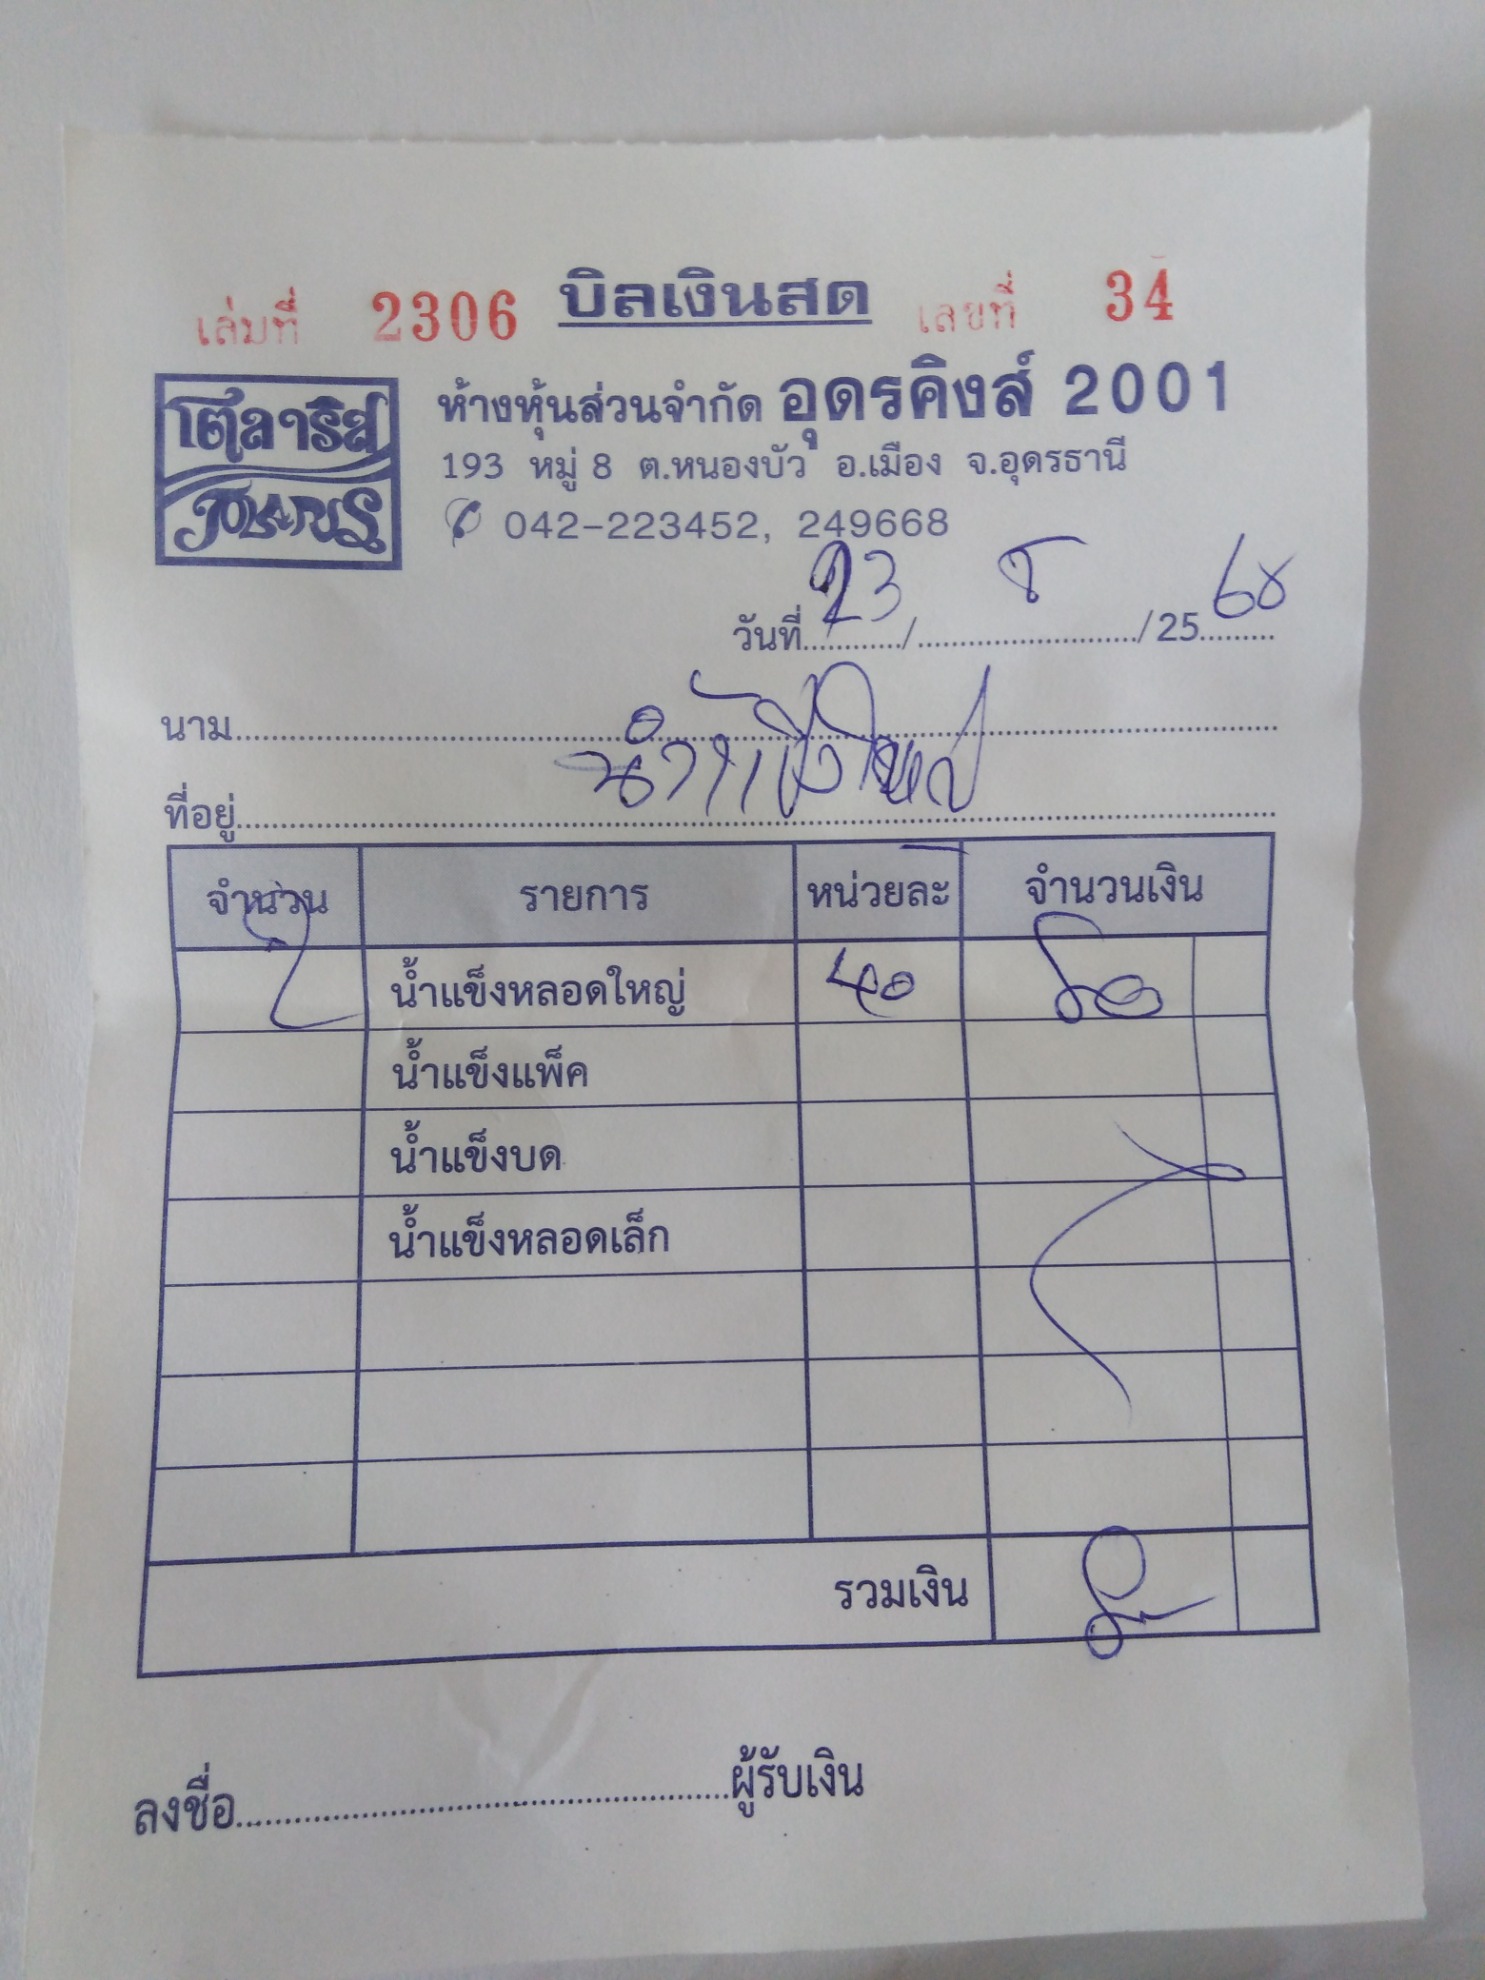 เล่มที่ 2306 บิลเงินสด เลขที่ 34
โตลาริส
POLARIS
ห้างหุ้นส่วนจำกัด อุดรคิงส์ 2001
193 หมู่ 8 ต.หนองบัว อ.เมือง จ.อุดรธานี
042-223452, 249668
วันที่ 23 / 8 / 2568
นาม
น้ำแข็ง
ที่อยู่
จำนวน รายการ หน่วยละ จำนวนเงิน
2 น้ำแข็งหลอดใหญ่ 40 80
น้ำแข็งแพ็ค
น้ำแข็งบด
น้ำแข็งหลอดเล็ก
รวมเงิน
ลงชื่อ ผู้รับเงิน